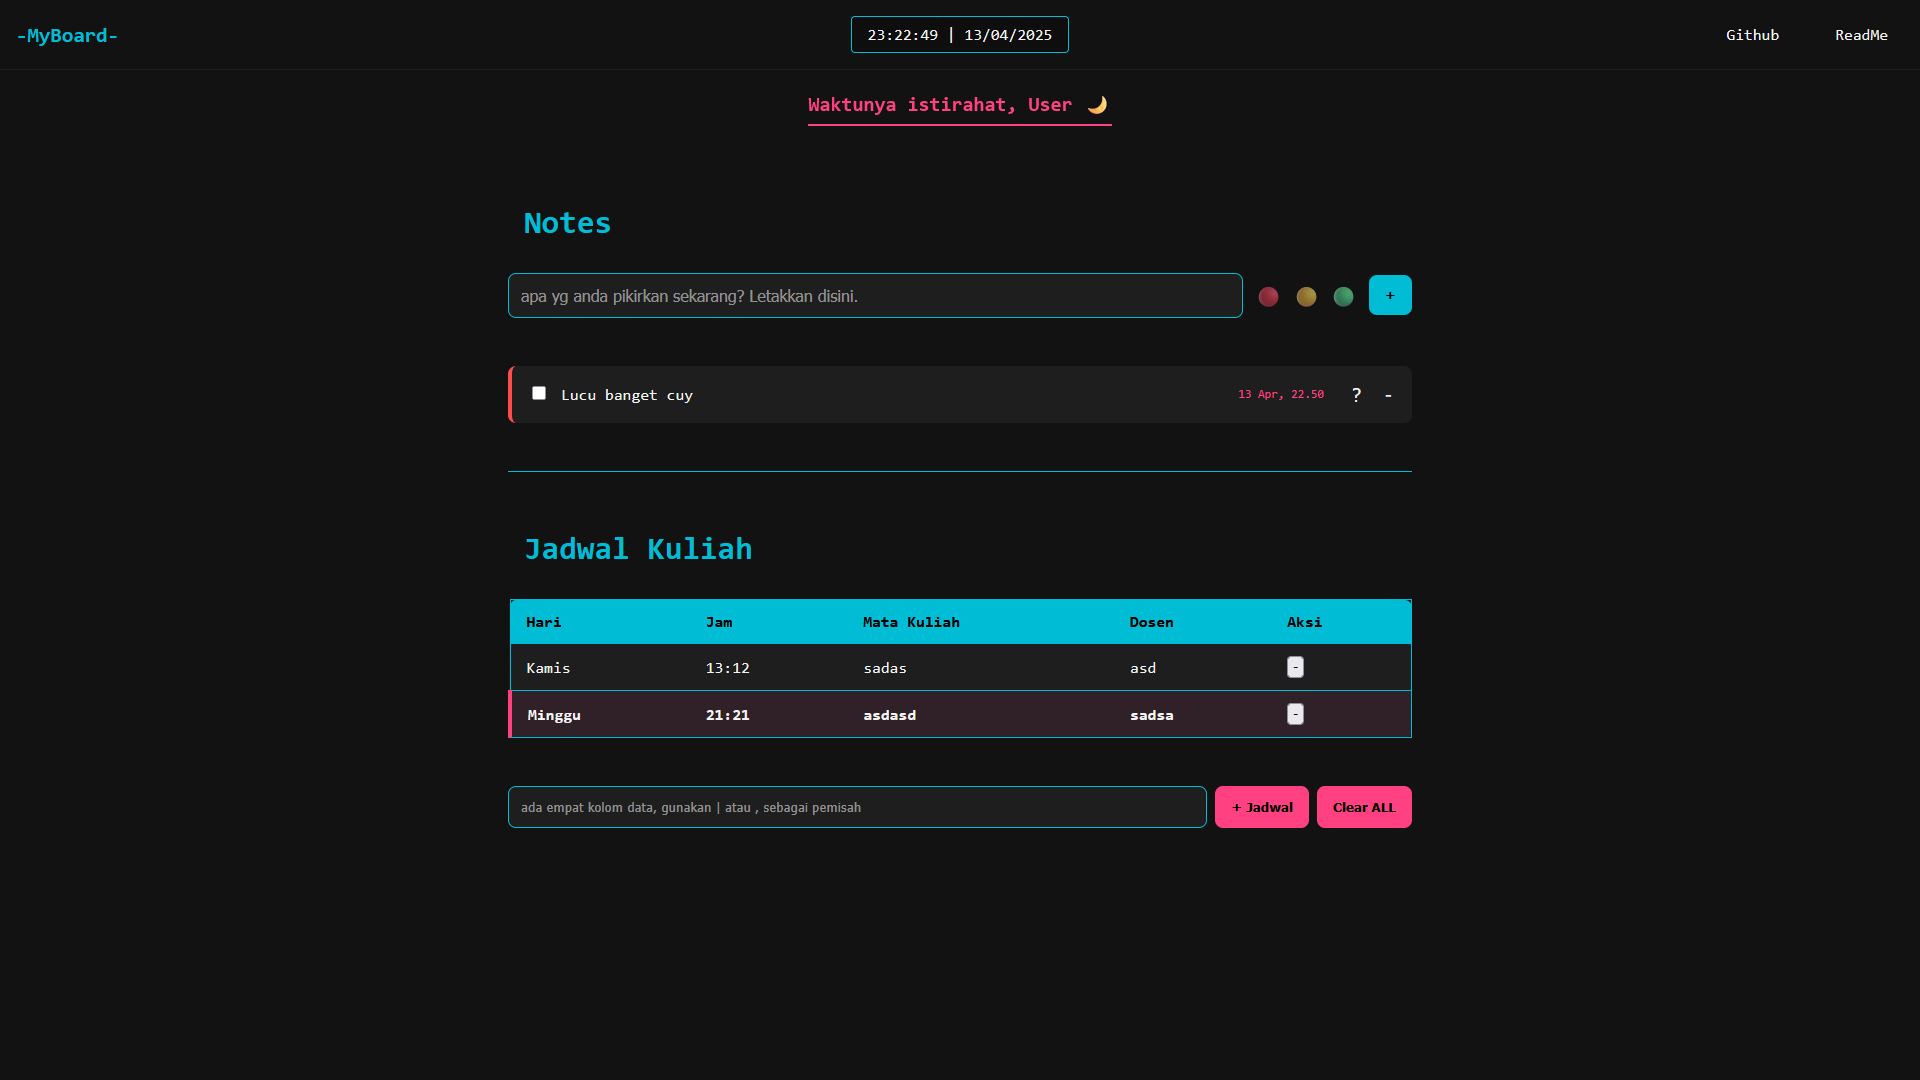 -MyBoard- 23:22:49 | 13/04/2025 Github ReadMe
Waktunya istirahat, User 🌙
Notes
apa yg anda pikirkan sekarang? Letakkan disini. +
Lucu banget cuy 13 Apr, 22.50 ? -
Jadwal Kuliah
Hari Jam Mata Kuliah Dosen Aksi
Kamis 13:12 sadas asd -
Minggu 21:21 asdasd sadsa -
ada empat kolom data, gunakan | atau , sebagai pemisah + Jadwal Clear ALL